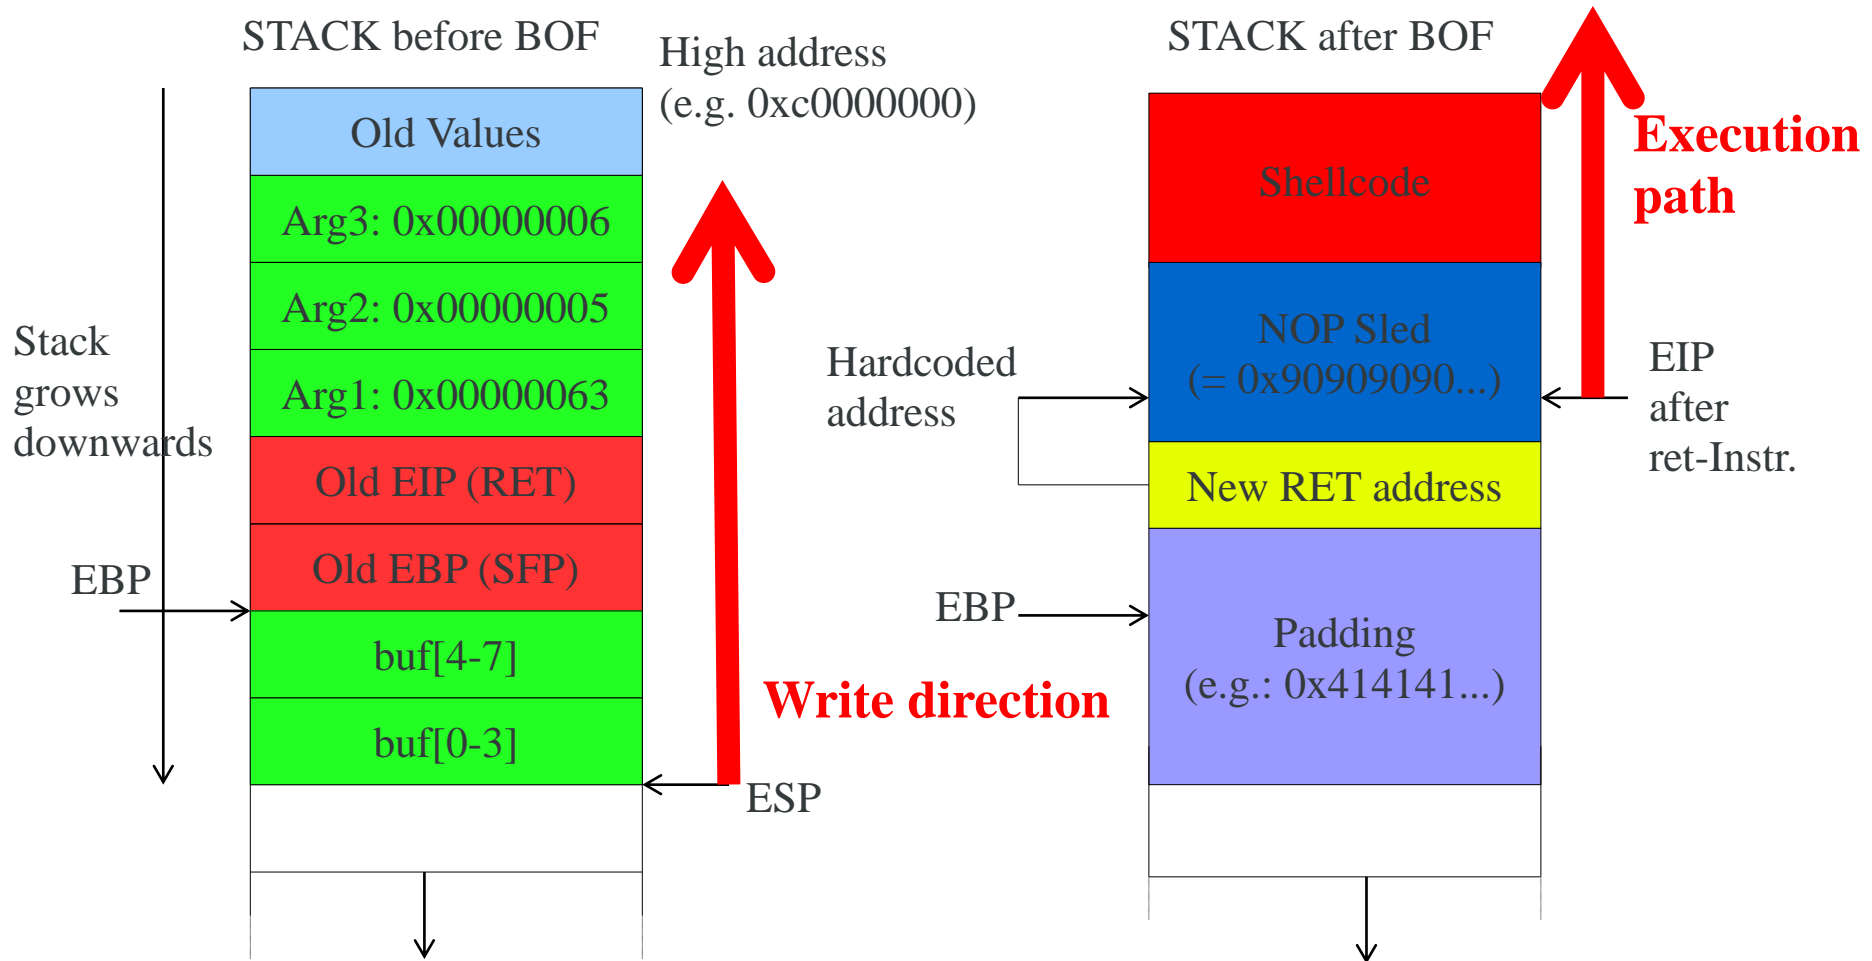 STACK before BOF
High address
(e.g. 0xc0000000)
Old Values
Arg3: 0x00000006
Arg2: 0x00000005
Arg1: 0x00000063
Old EIP (RET)
Old EBP (SFP)
buf[4-7]
buf[0-3]
Stack
grows
downwards
EBP
ESP
Write direction
STACK after BOF
Execution
path
Shellcode
NOP Sled
(= 0x90909090...)
Hardcoded
address
EIP
after
ret-Instr.
New RET address
EBP
Padding
(e.g.: 0x414141...)